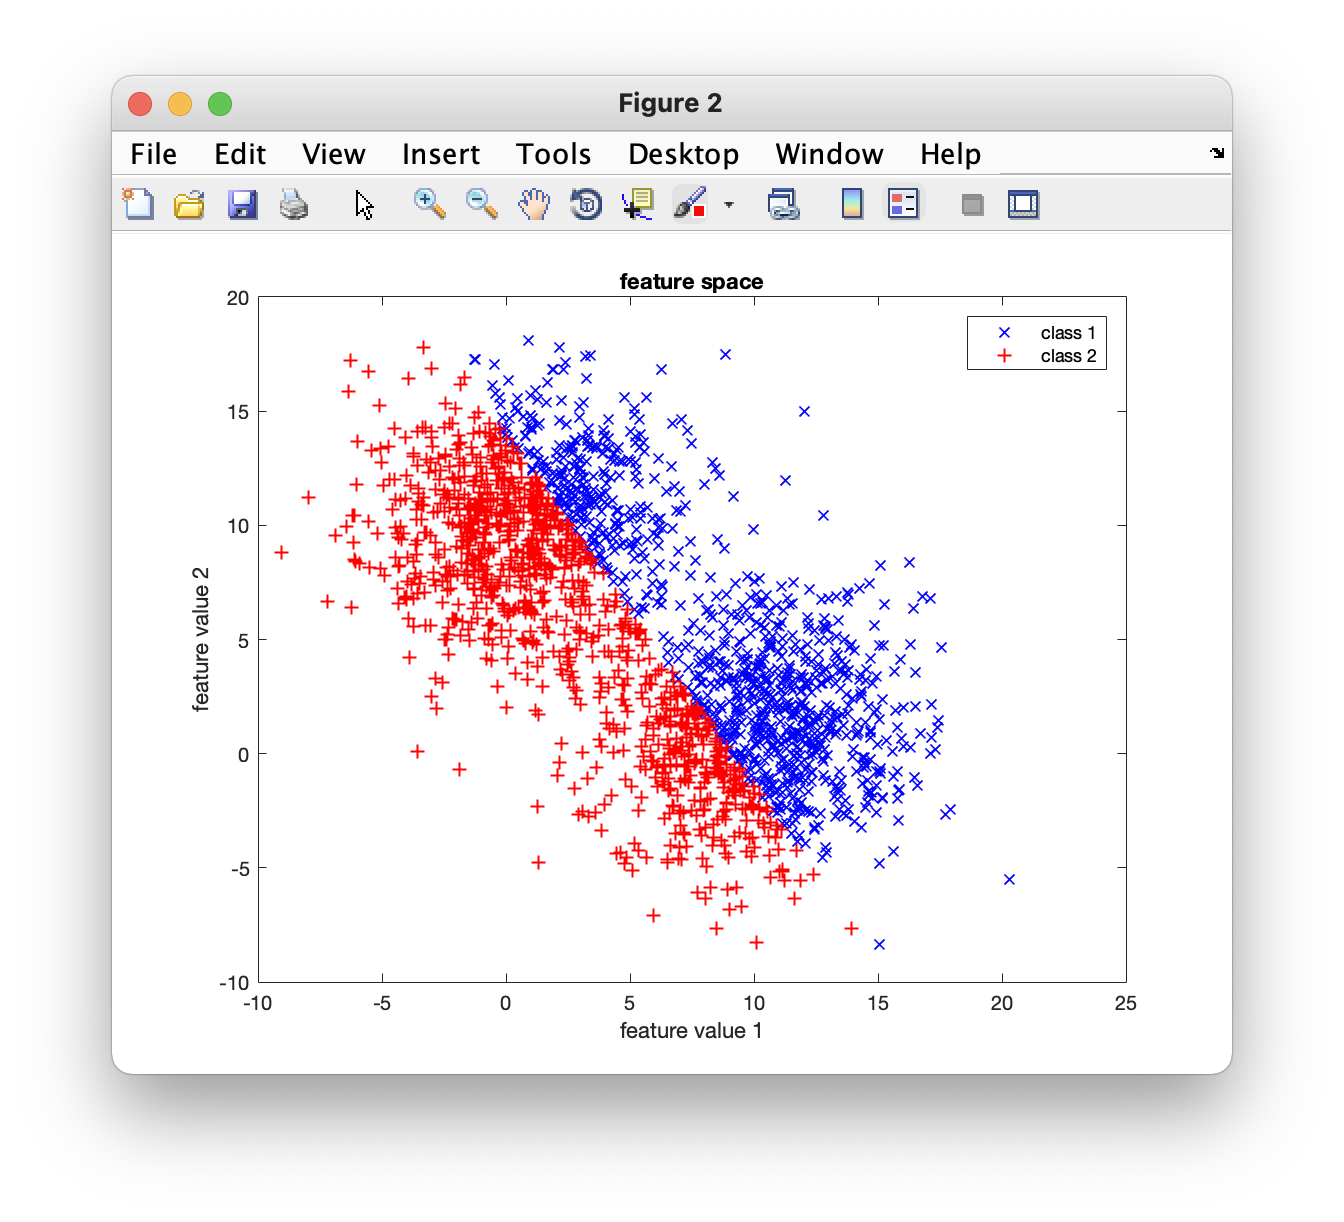 Figure 2
File Edit View Insert Tools Desktop Window Help
feature space
20
15
10
5
0
-5
-10
feature value 2
class 1
class 2
-10 -5 0 5 10 15 20 25
feature value 1